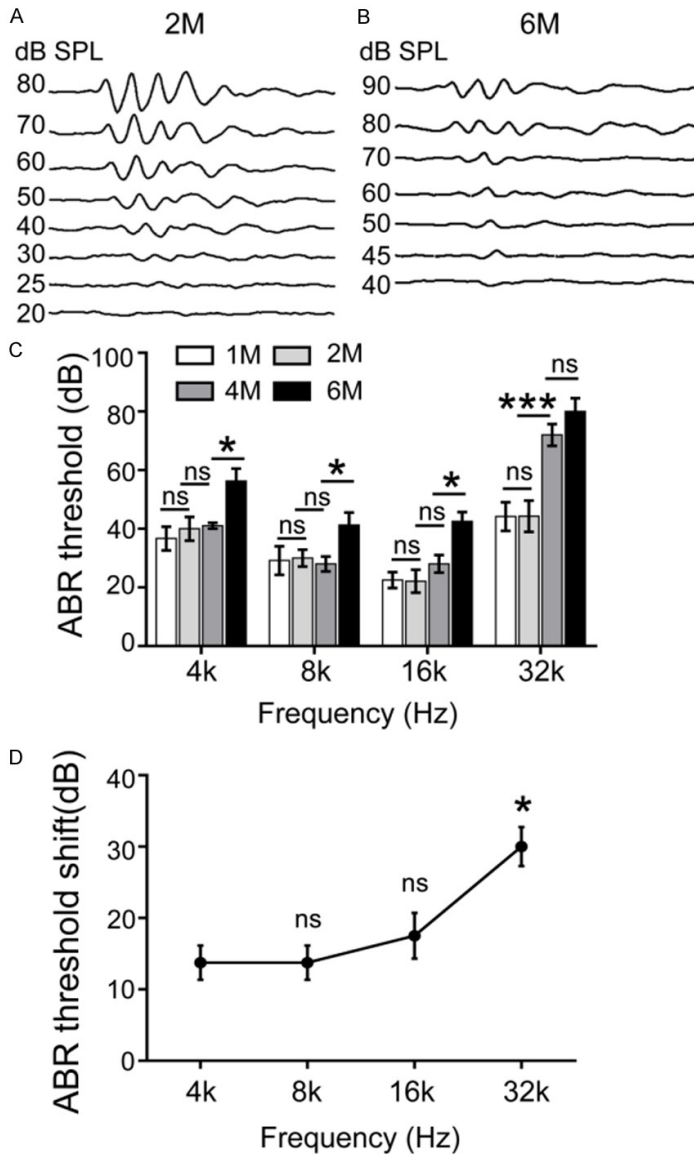 A
2M
dB SPL
80
70
60
50
40
30
25
20
B
6M
dB SPL
90
80
70
60
50
45
40
C
ABR threshold (dB)
100
80
60
40
20
0
1M 2M
4M 6M
ns ns *
ns ns *
ns ns *
ns *** ns
4k 8k 16k 32k
Frequency (Hz)
D
ABR threshold shift(dB)
40
30
20
10
0
ns
ns
*
4k 8k 16k 32k
Frequency (Hz)